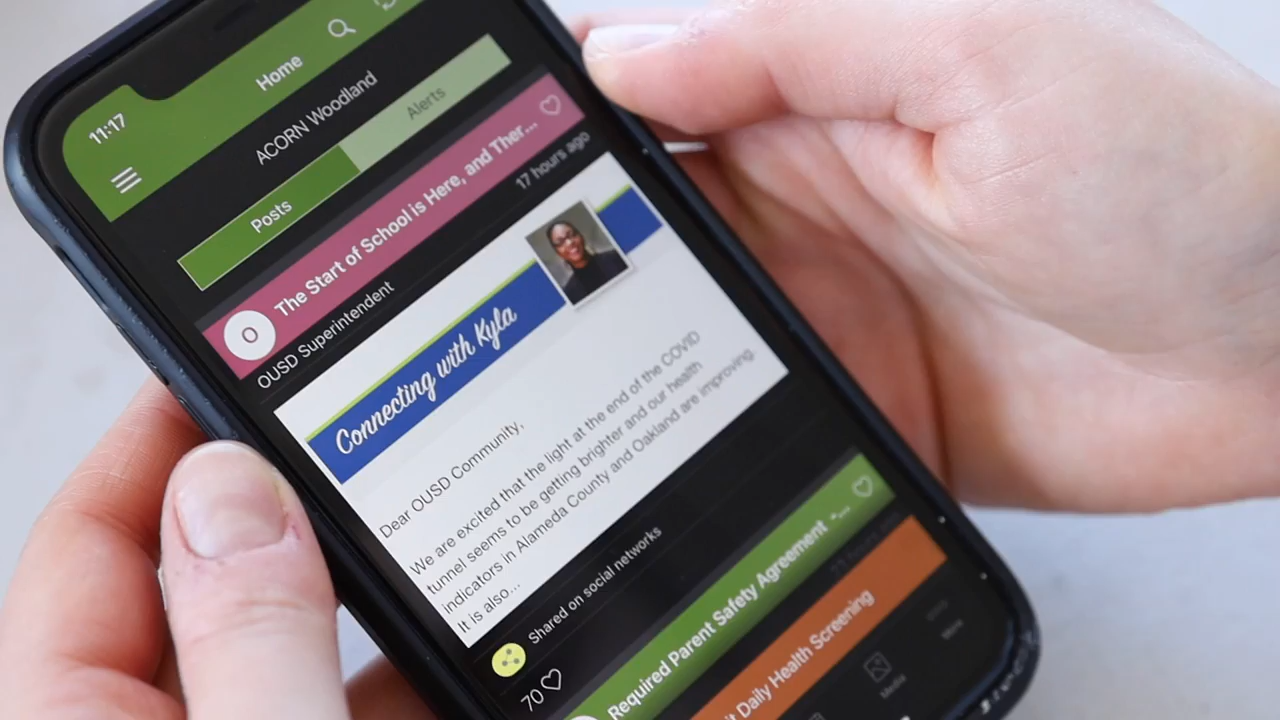 11:17
Home
ACORN Woodland
Posts
Alerts
O
The Start of School is Here, and Ther...
OUSD Superintendent
17 hours ago
Connecting with Kyla
Dear OUSD Community,
We are excited that the light at the end of the COVID
tunnel seems to be getting brighter and our health
indicators in Alameda County and Oakland are improving.
It is also...
Shared on social networks
70
Required Parent Safety Agreement -...
it Daily Health Screening
Media
More